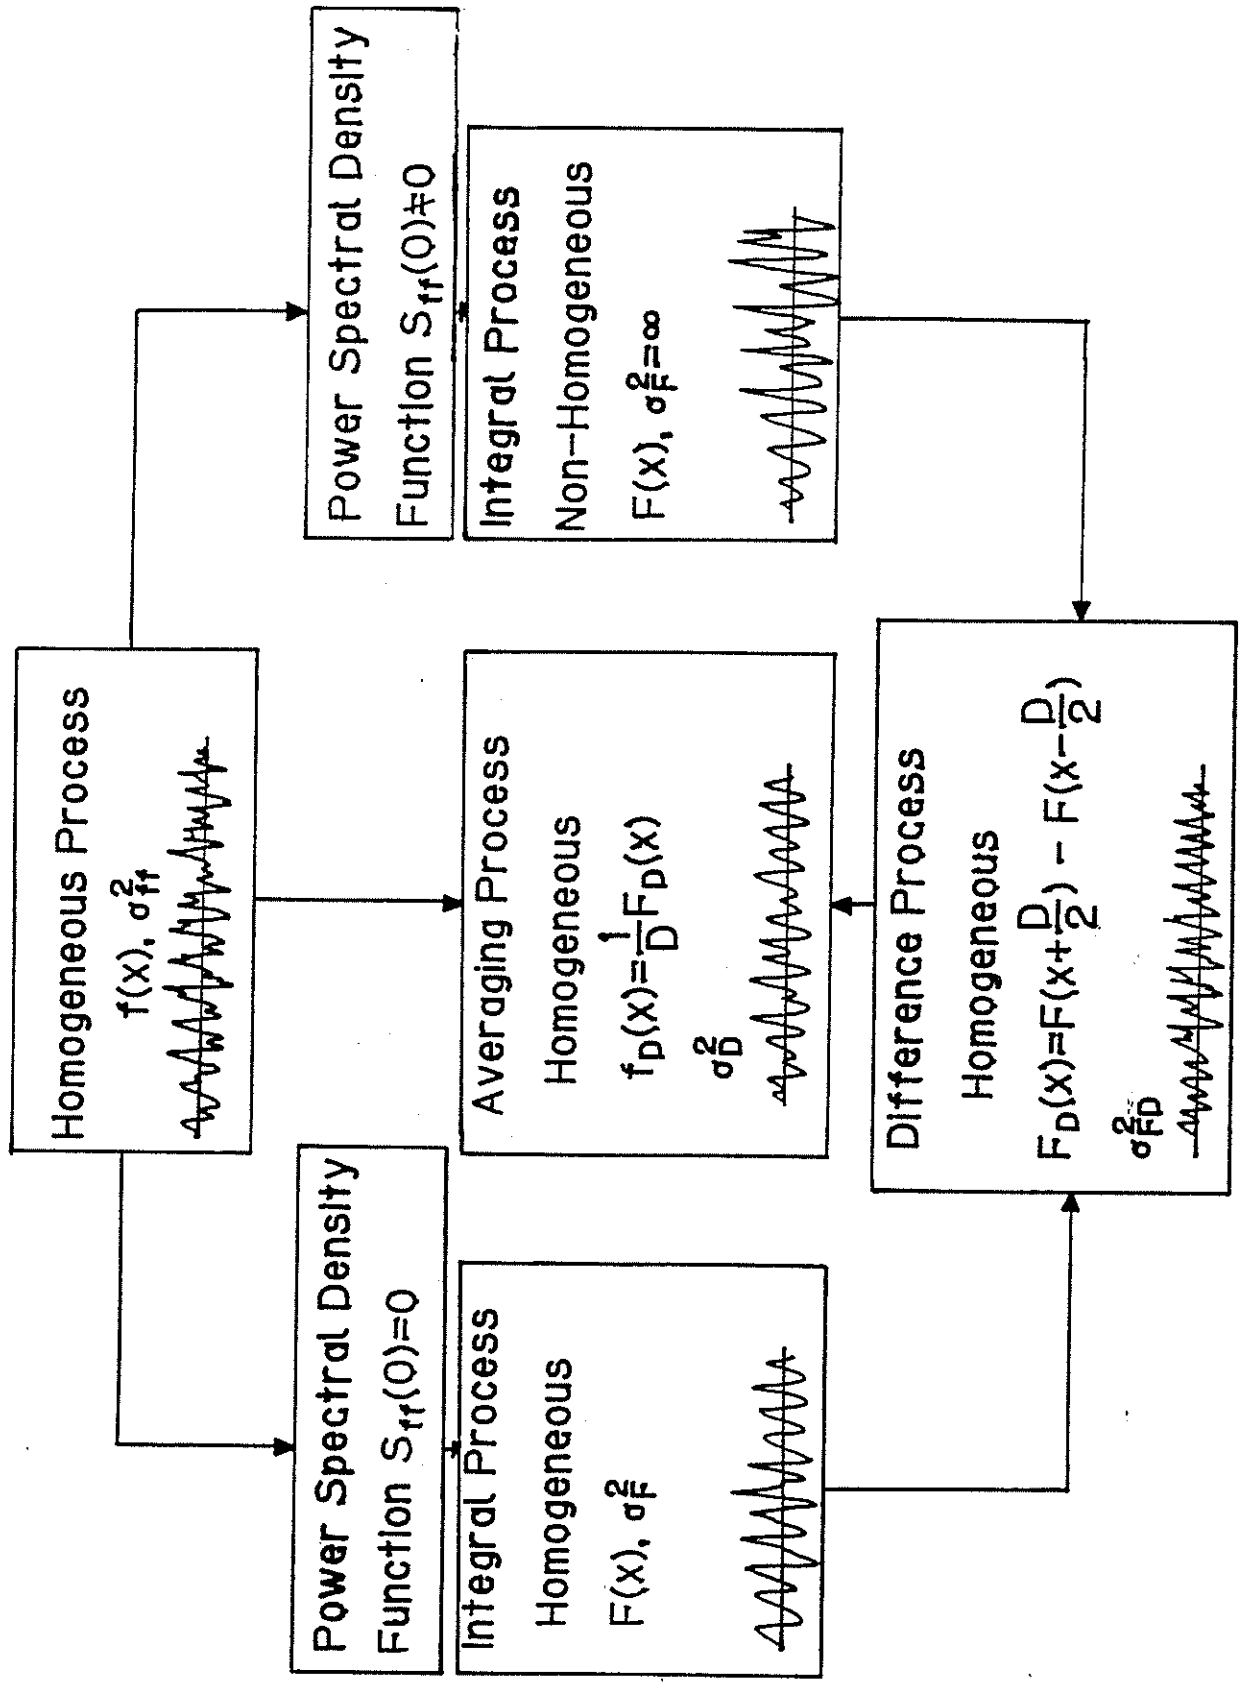 Homogeneous Process
f(x), σ²ff
Power Spectral Density
Function Sff(0)=0
Integral Process
Homogeneous
F(x), σ²F
Averaging Process
Homogeneous
fD(x)=1/D FD(x)
σ²D
Power Spectral Density
Function Sff(0)≠0
Integral Process
Non-Homogeneous
F(x), σ²F=∞
Difference Process
Homogeneous
FD(x)=F(x+D/2) - F(x-D/2)
σ²FD